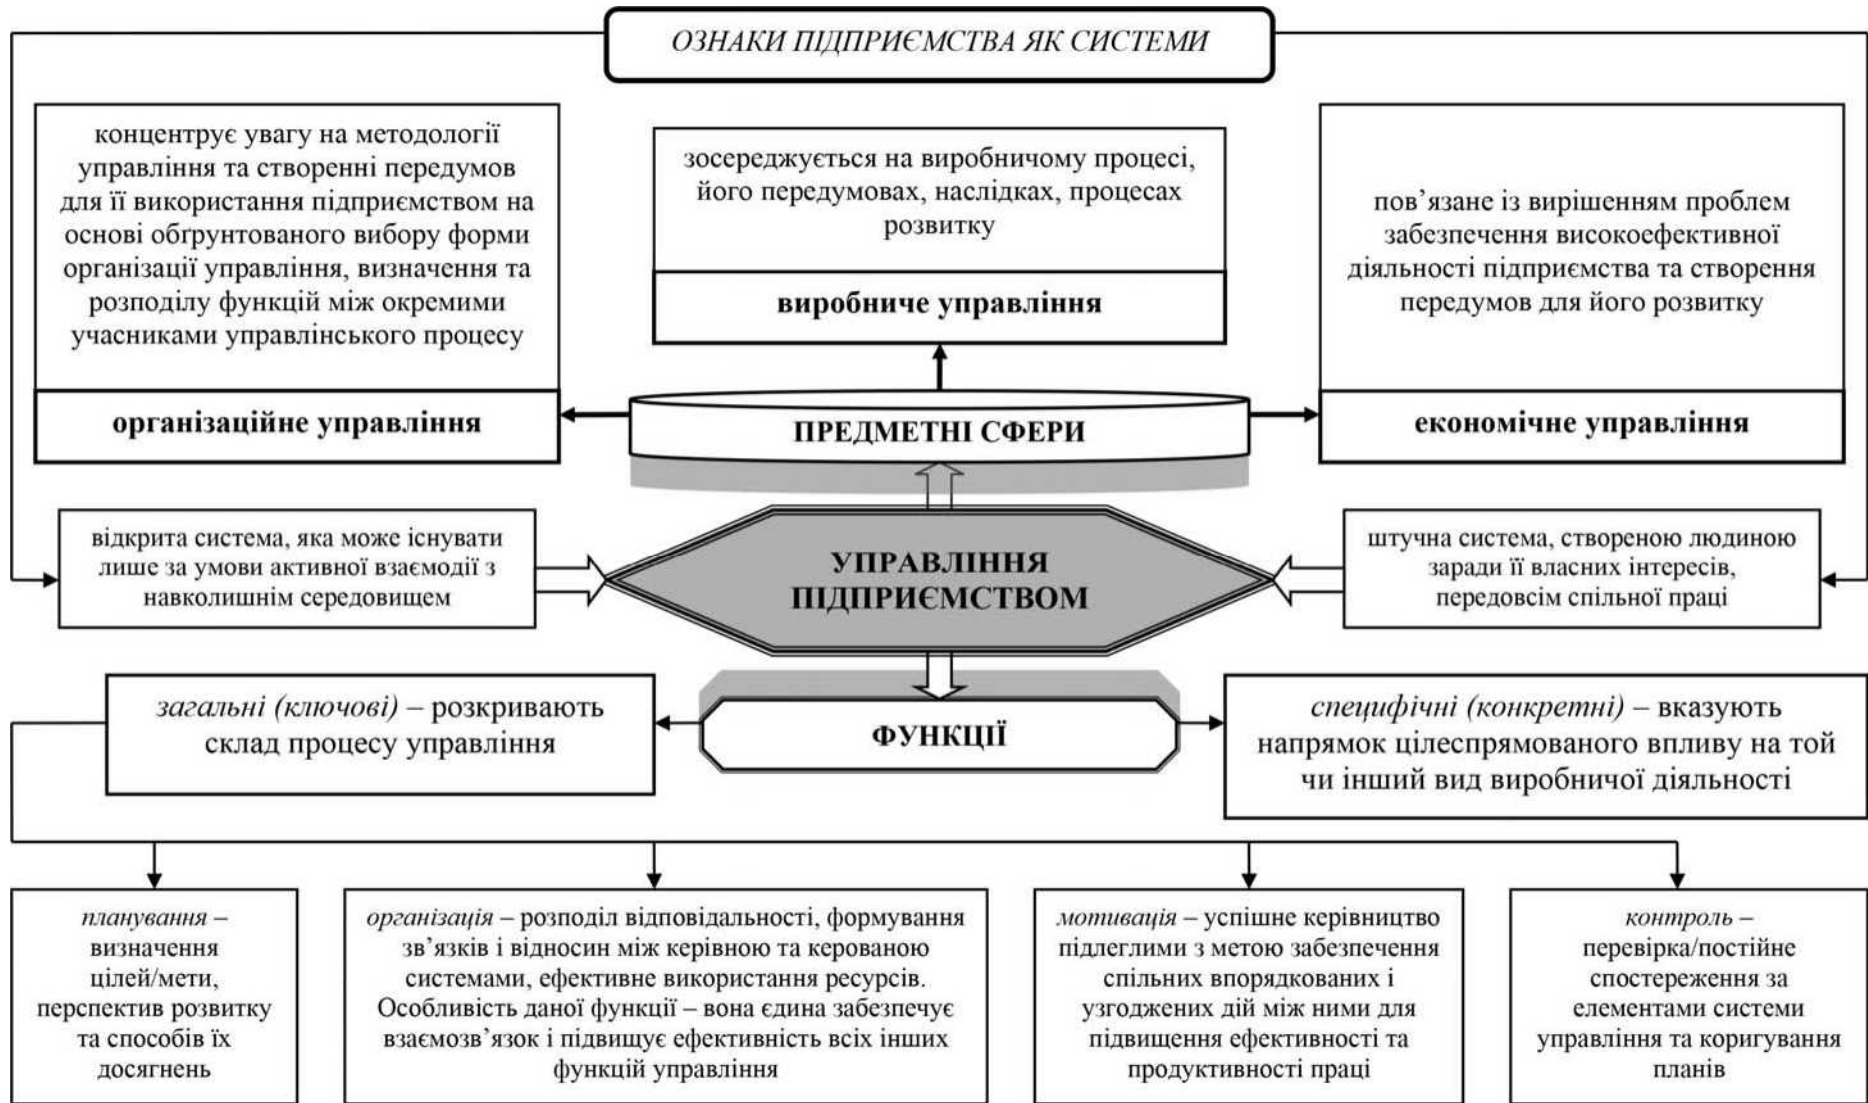 ОЗНАКИ ПІДПРИЄМСТВА ЯК СИСТЕМИ
концентрує увагу на методології
управління та створенні передумов
для її використання підприємством на
основі обґрунтованого вибору форми
організації управління, визначення та
розподілу функцій між окремими
учасниками управлінського процесу
організаційне управління
зосереджується на виробничому процесі,
його передумовах, наслідках, процесах
розвитку
виробниче управління
пов’язане із вирішенням проблем
забезпечення високоефективної
діяльності підприємства та створення
передумов для його розвитку
економічне управління
ПРЕДМЕТНІ СФЕРИ
відкрита система, яка може існувати
лише за умови активної взаємодії з
навколишнім середовищем
УПРАВЛІННЯ
ПІДПРИЄМСТВОМ
штучна система, створеною людиною
заради її власних інтересів,
передовсім спільної праці
загальні (ключові) – розкривають
склад процесу управління
ФУНКЦІЇ
специфічні (конкретні) – вказують
напрямок цілеспрямованого впливу на той
чи інший вид виробничої діяльності
планування –
визначення
цілей/мети,
перспектив розвитку
та способів їх
досягнень
організація – розподіл відповідальності, формування
зв’язків і відносин між керівною та керованою
системами, ефективне використання ресурсів.
Особливість даної функції – вона єдина забезпечує
взаємозв’язок і підвищує ефективність всіх інших
функцій управління
мотивація – успішне керівництво
підлеглими з метою забезпечення
спільних впорядкованих і
узгоджених дій між ними для
підвищення ефективності та
продуктивності праці
контроль –
перевірка/постійне
спостереження за
елементами системи
управління та коригування
планів